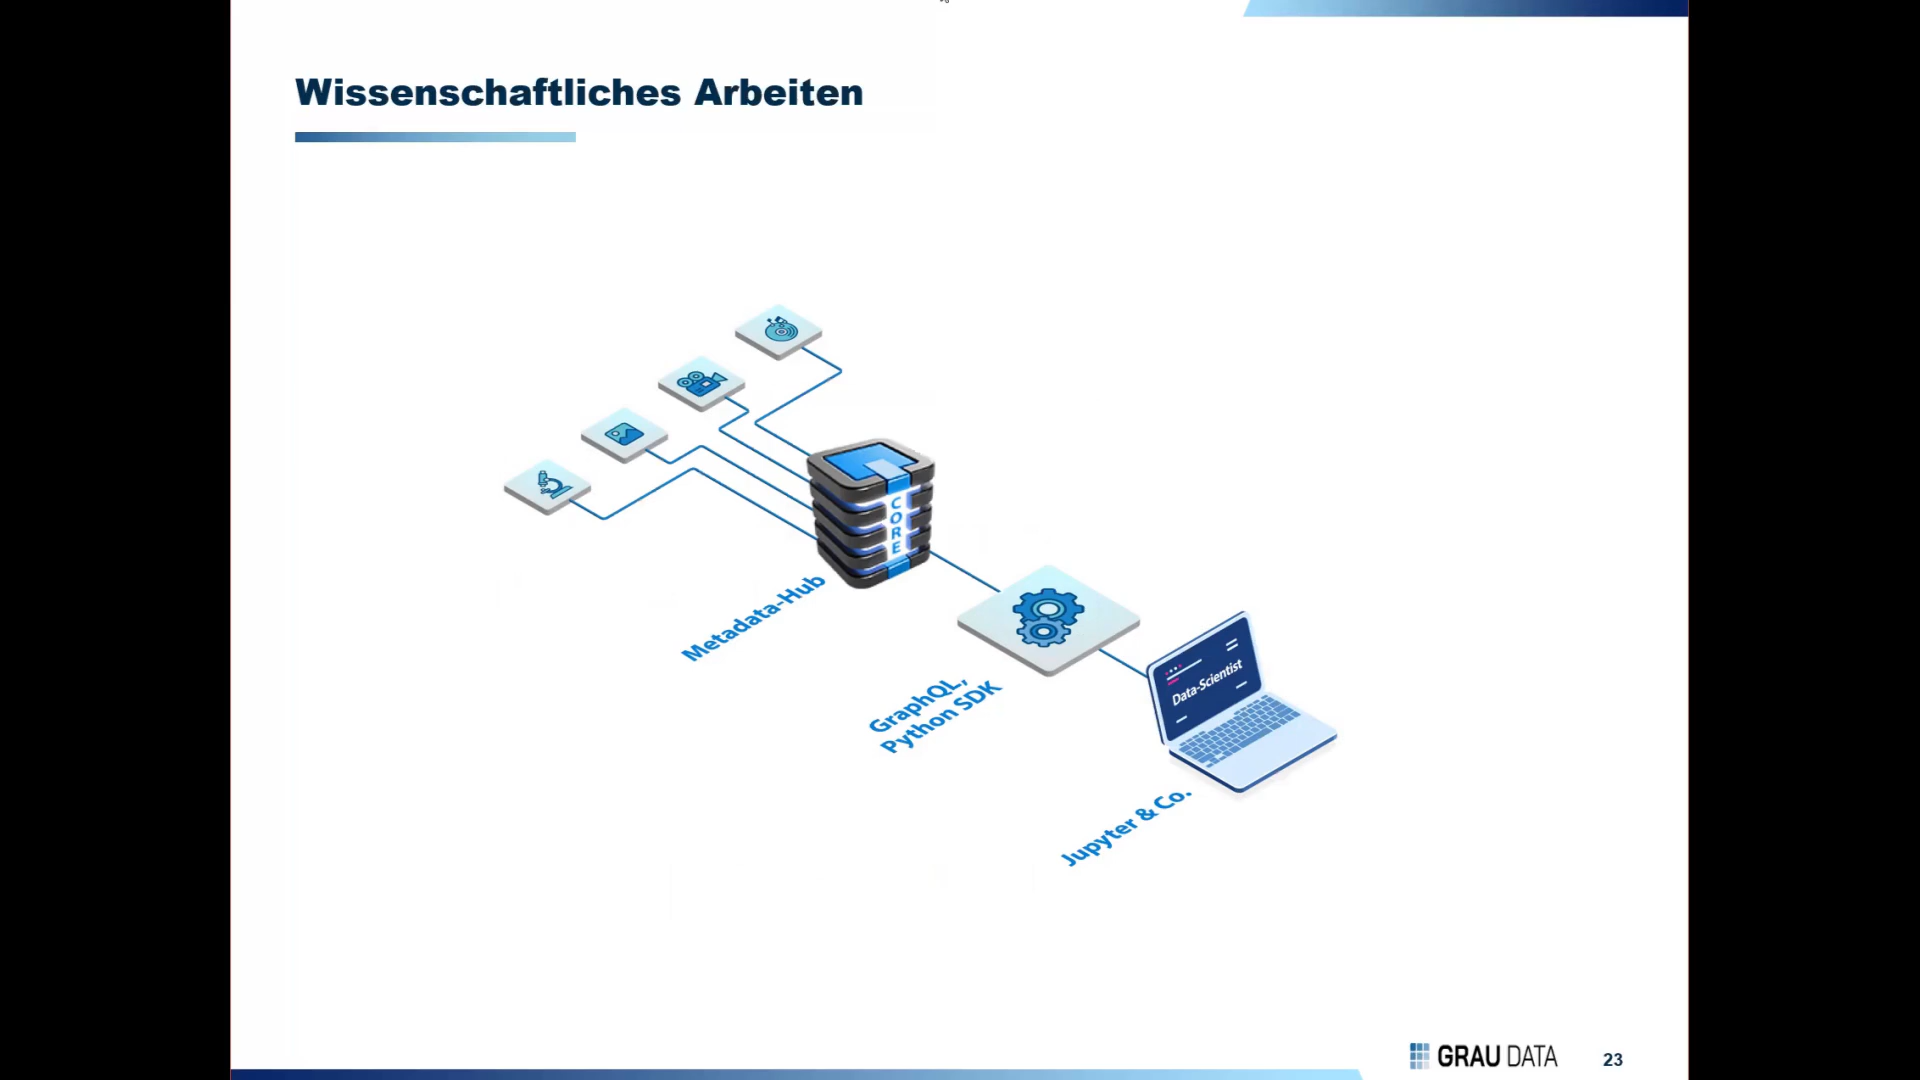 Wissenschaftliches Arbeiten
CORE
Metadata-Hub
GraphQL,
Python SDK
Data-Scientist
Jupyter & Co.
GRAU DATA
23